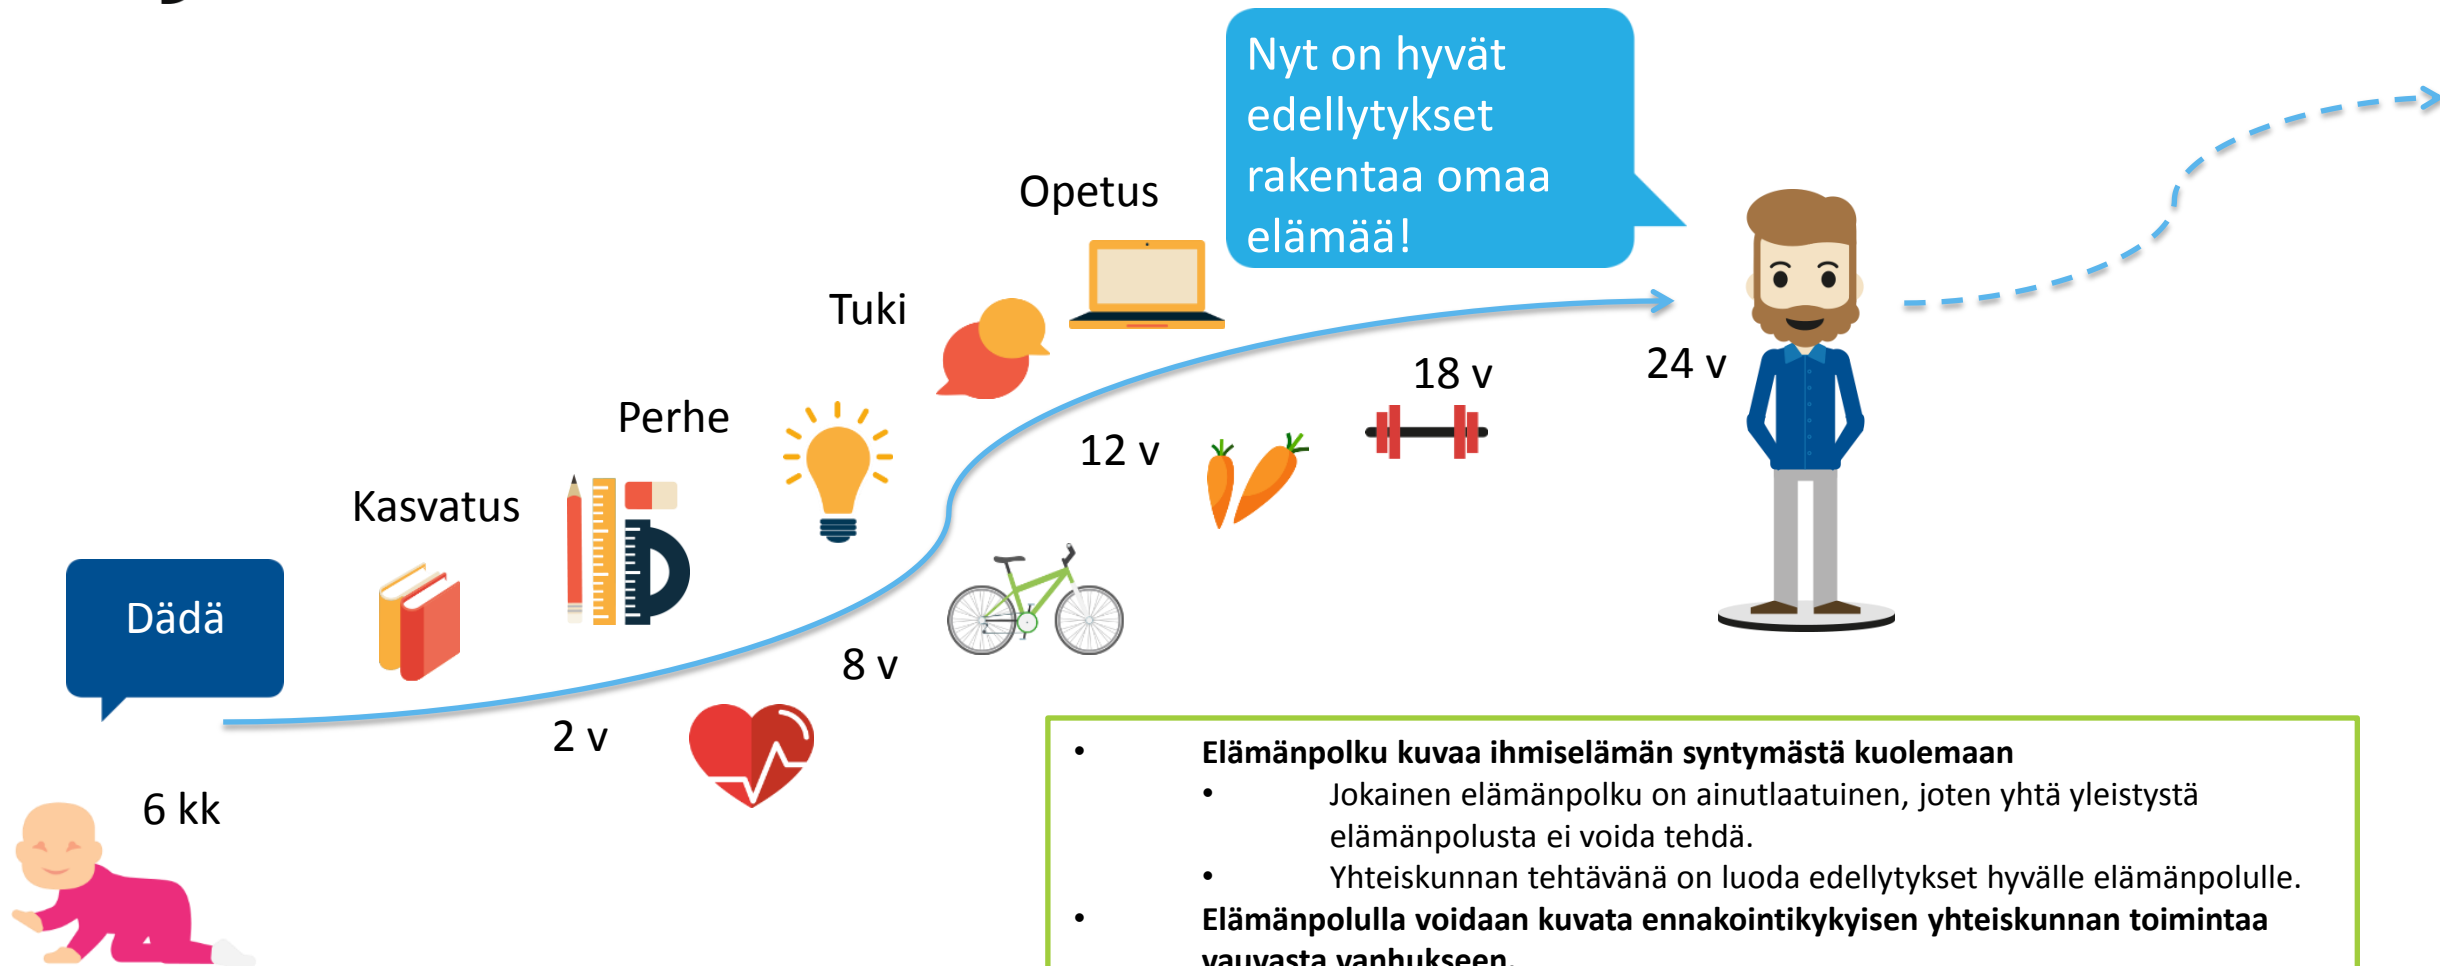 Nyt on hyvät
edellytykset
rakentaa omaa
elämää!
Opetus
Tuki
Perhe
Kasvatus
Dädä
6 kk
2 v
8 v
12 v
18 v
24 v
• Elämänpolku kuvaa ihmiselämän syntymästä kuolemaan
• Jokainen elämänpolku on ainutlaatuinen, joten yhtä yleistystä
elämänpolusta ei voida tehdä.
• Yhteiskunnan tehtävänä on luoda edellytykset hyvälle elämänpolulle.
• Elämänpolulla voidaan kuvata ennakointikykyisen yhteiskunnan toimintaa
vauvasta vanhukseen.